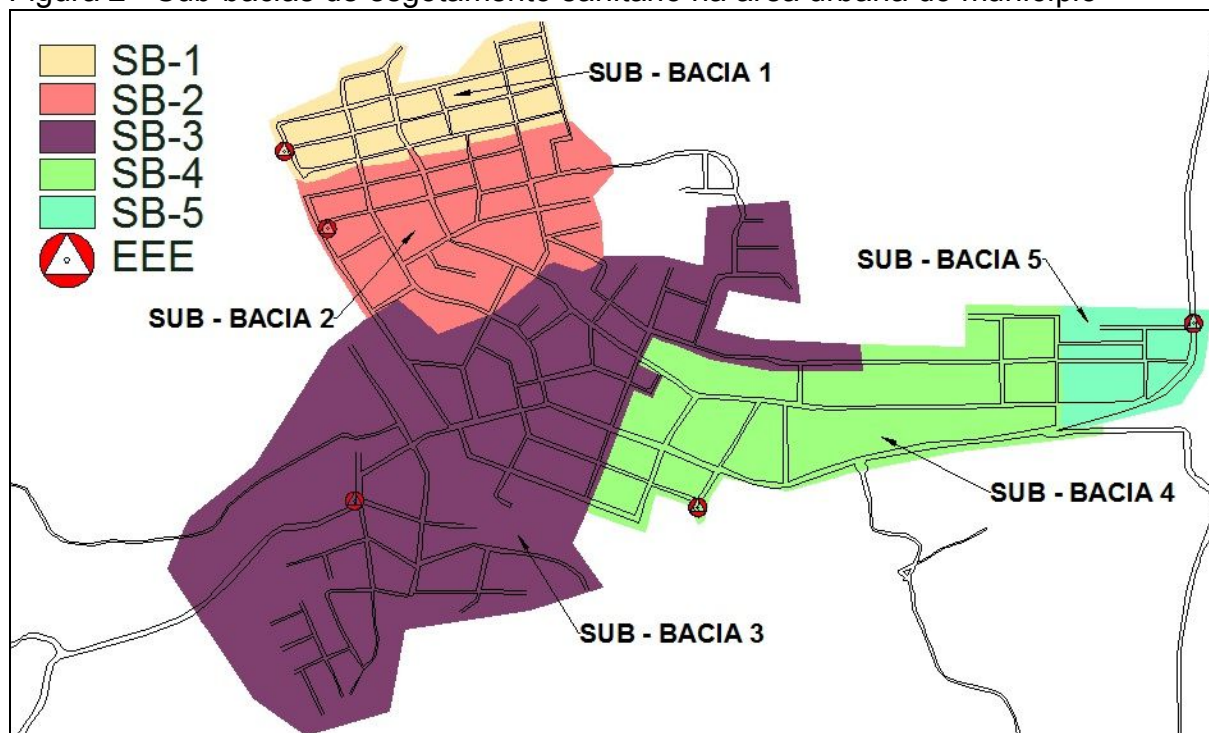 Figura 2 - Sub-bacias de esgotamento sanitário na área urbana do município
SB-1
SB-2
SB-3
SB-4
SB-5
EEE
SUB - BACIA 1
SUB - BACIA 2
SUB - BACIA 5
SUB - BACIA 4
SUB - BACIA 3